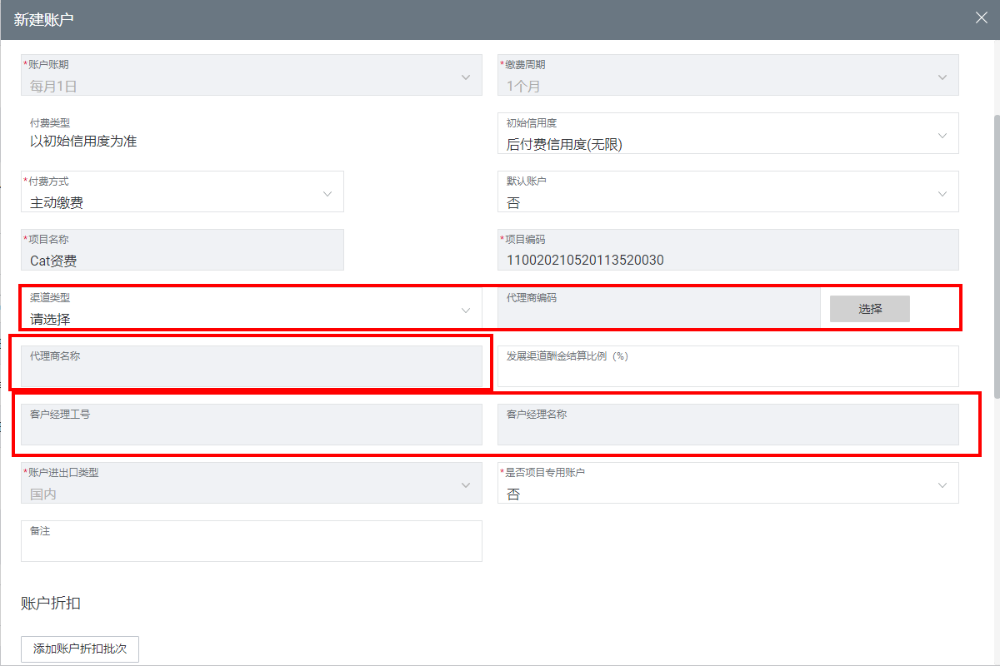 新建账户
*账户账期
每月1日
*缴费周期
1个月
付费类型
以初始信用度为准
初始信用度
后付费信用度(无限)
*付费方式
主动缴费
默认账户
否
*项目名称
Cat资费
*项目编码
110020210520113520030
渠道类型
请选择
代理商编码
选择
代理商名称
发展渠道酬金结算比例（%）
客户经理工号
客户经理名称
*账户进出口类型
国内
*是否项目专用账户
否
备注
账户折扣
添加账户折扣批次